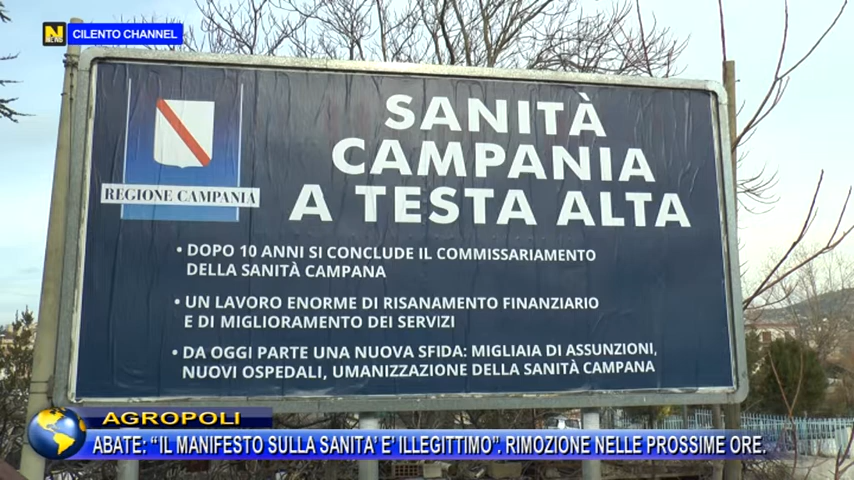 NEWS
CILENTO CHANNEL
REGIONE CAMPANIA
SANITÀ
CAMPANIA
A TESTA ALTA
• DOPO 10 ANNI SI CONCLUDE IL COMMISSARIAMENTO
DELLA SANITÀ CAMPANA
• UN LAVORO ENORME DI RISANAMENTO FINANZIARIO
E DI MIGLIORAMENTO DEI SERVIZI
• DA OGGI PARTE UNA NUOVA SFIDA: MIGLIAIA DI ASSUNZIONI,
NUOVI OSPEDALI, UMANIZZAZIONE DELLA SANITÀ CAMPANA
AGROPOLI
ABATE: “IL MANIFESTO SULLA SANITA’ E’ ILLEGITTIMO”. RIMOZIONE NELLE PROSSIME ORE.